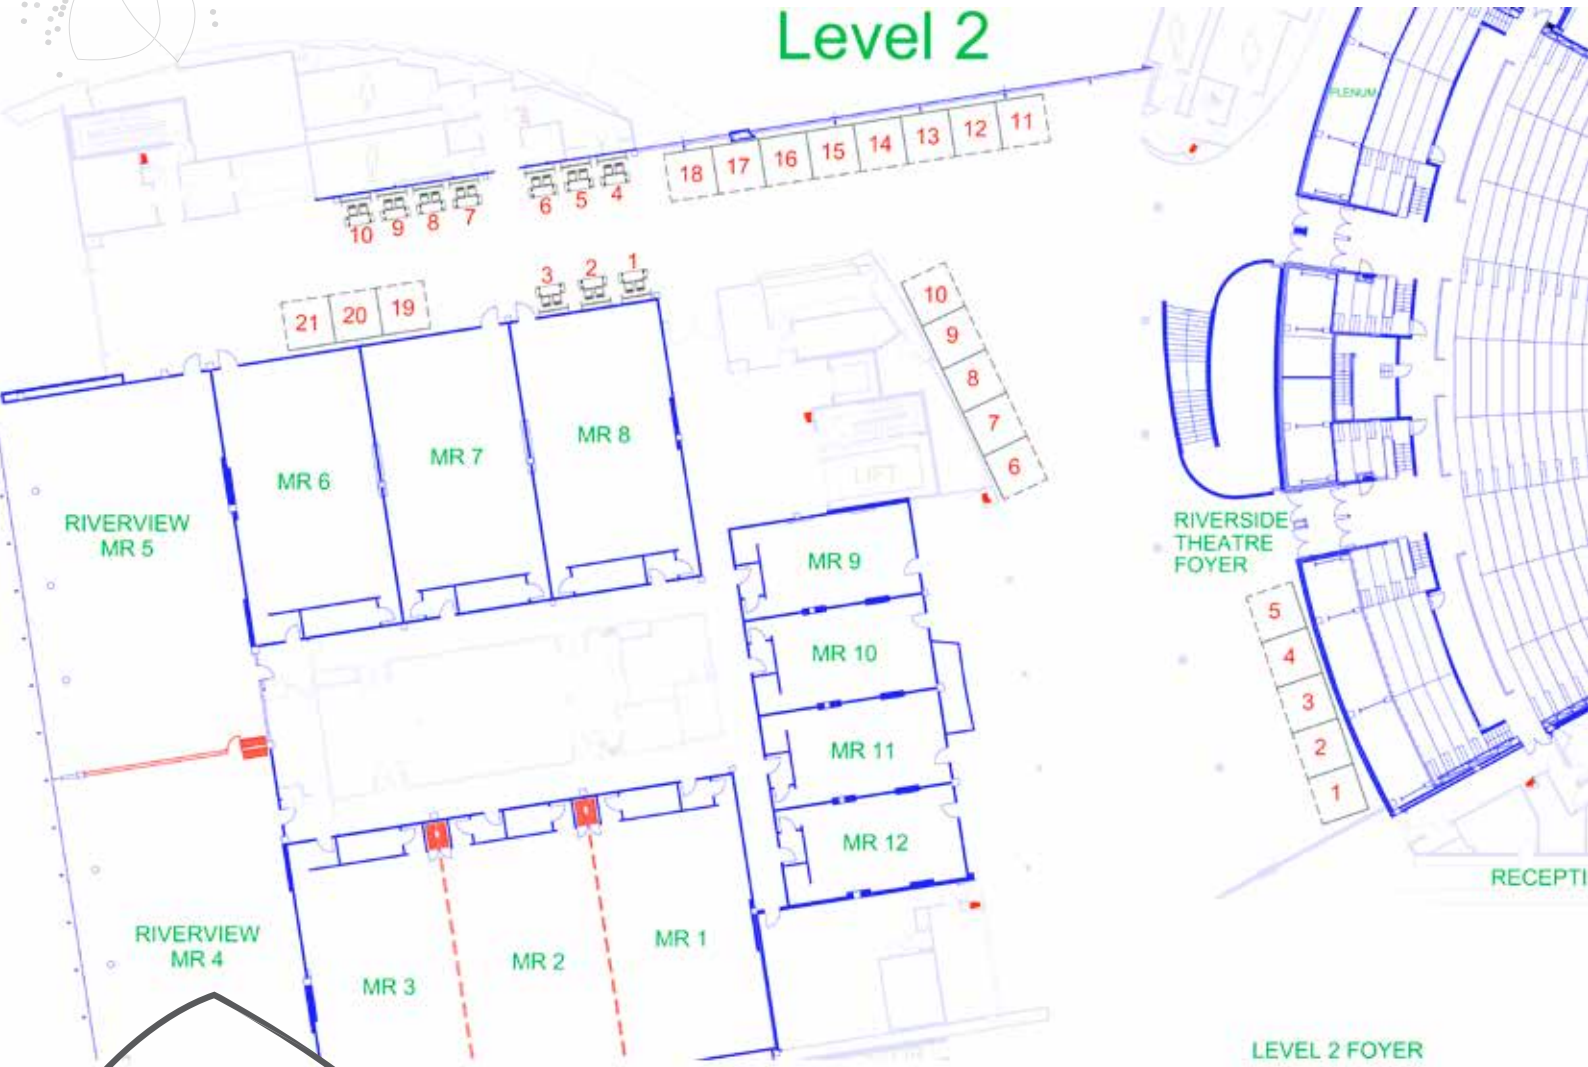 Level 2
PLENUM
18 17 16 15 14 13 12 11
10 9 8 7 6 5 4
3 2 1
21 20 19
10
9
8
7
6
MR 8
MR 7
MR 6
LIFT
RIVERVIEW
MR 5
RIVERSIDE
THEATRE
FOYER
MR 9
5
4
3
2
1
MR 10
MR 11
MR 12
RECEPTI
RIVERVIEW
MR 4
MR 3
MR 2
MR 1
LEVEL 2 FOYER